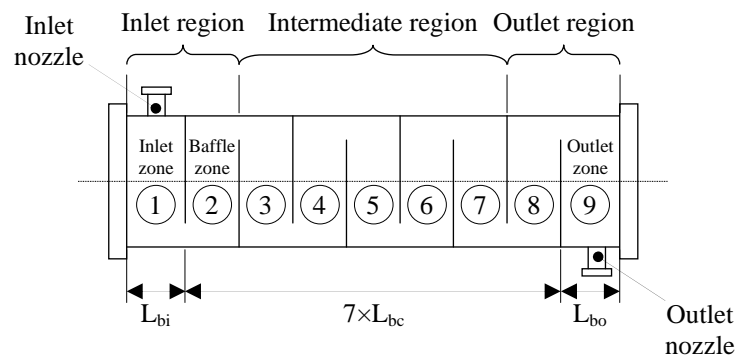 Inlet
nozzle
Inlet region
Intermediate region
Outlet region
Inlet
zone
Baffle
zone
Outlet
zone
1
2
3
4
5
6
7
8
9
Lbi
7×Lbc
Lbo
Outlet
nozzle